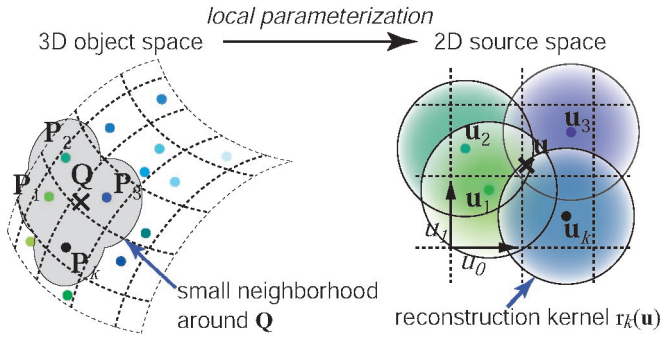 local parameterization
3D object space
2D source space
P₂
Q
P₁
P₃
Pₖ
small neighborhood
around Q
u₃
u₂
u
u₁
uₖ
u₁
u₀
reconstruction kernel rₖ(u)